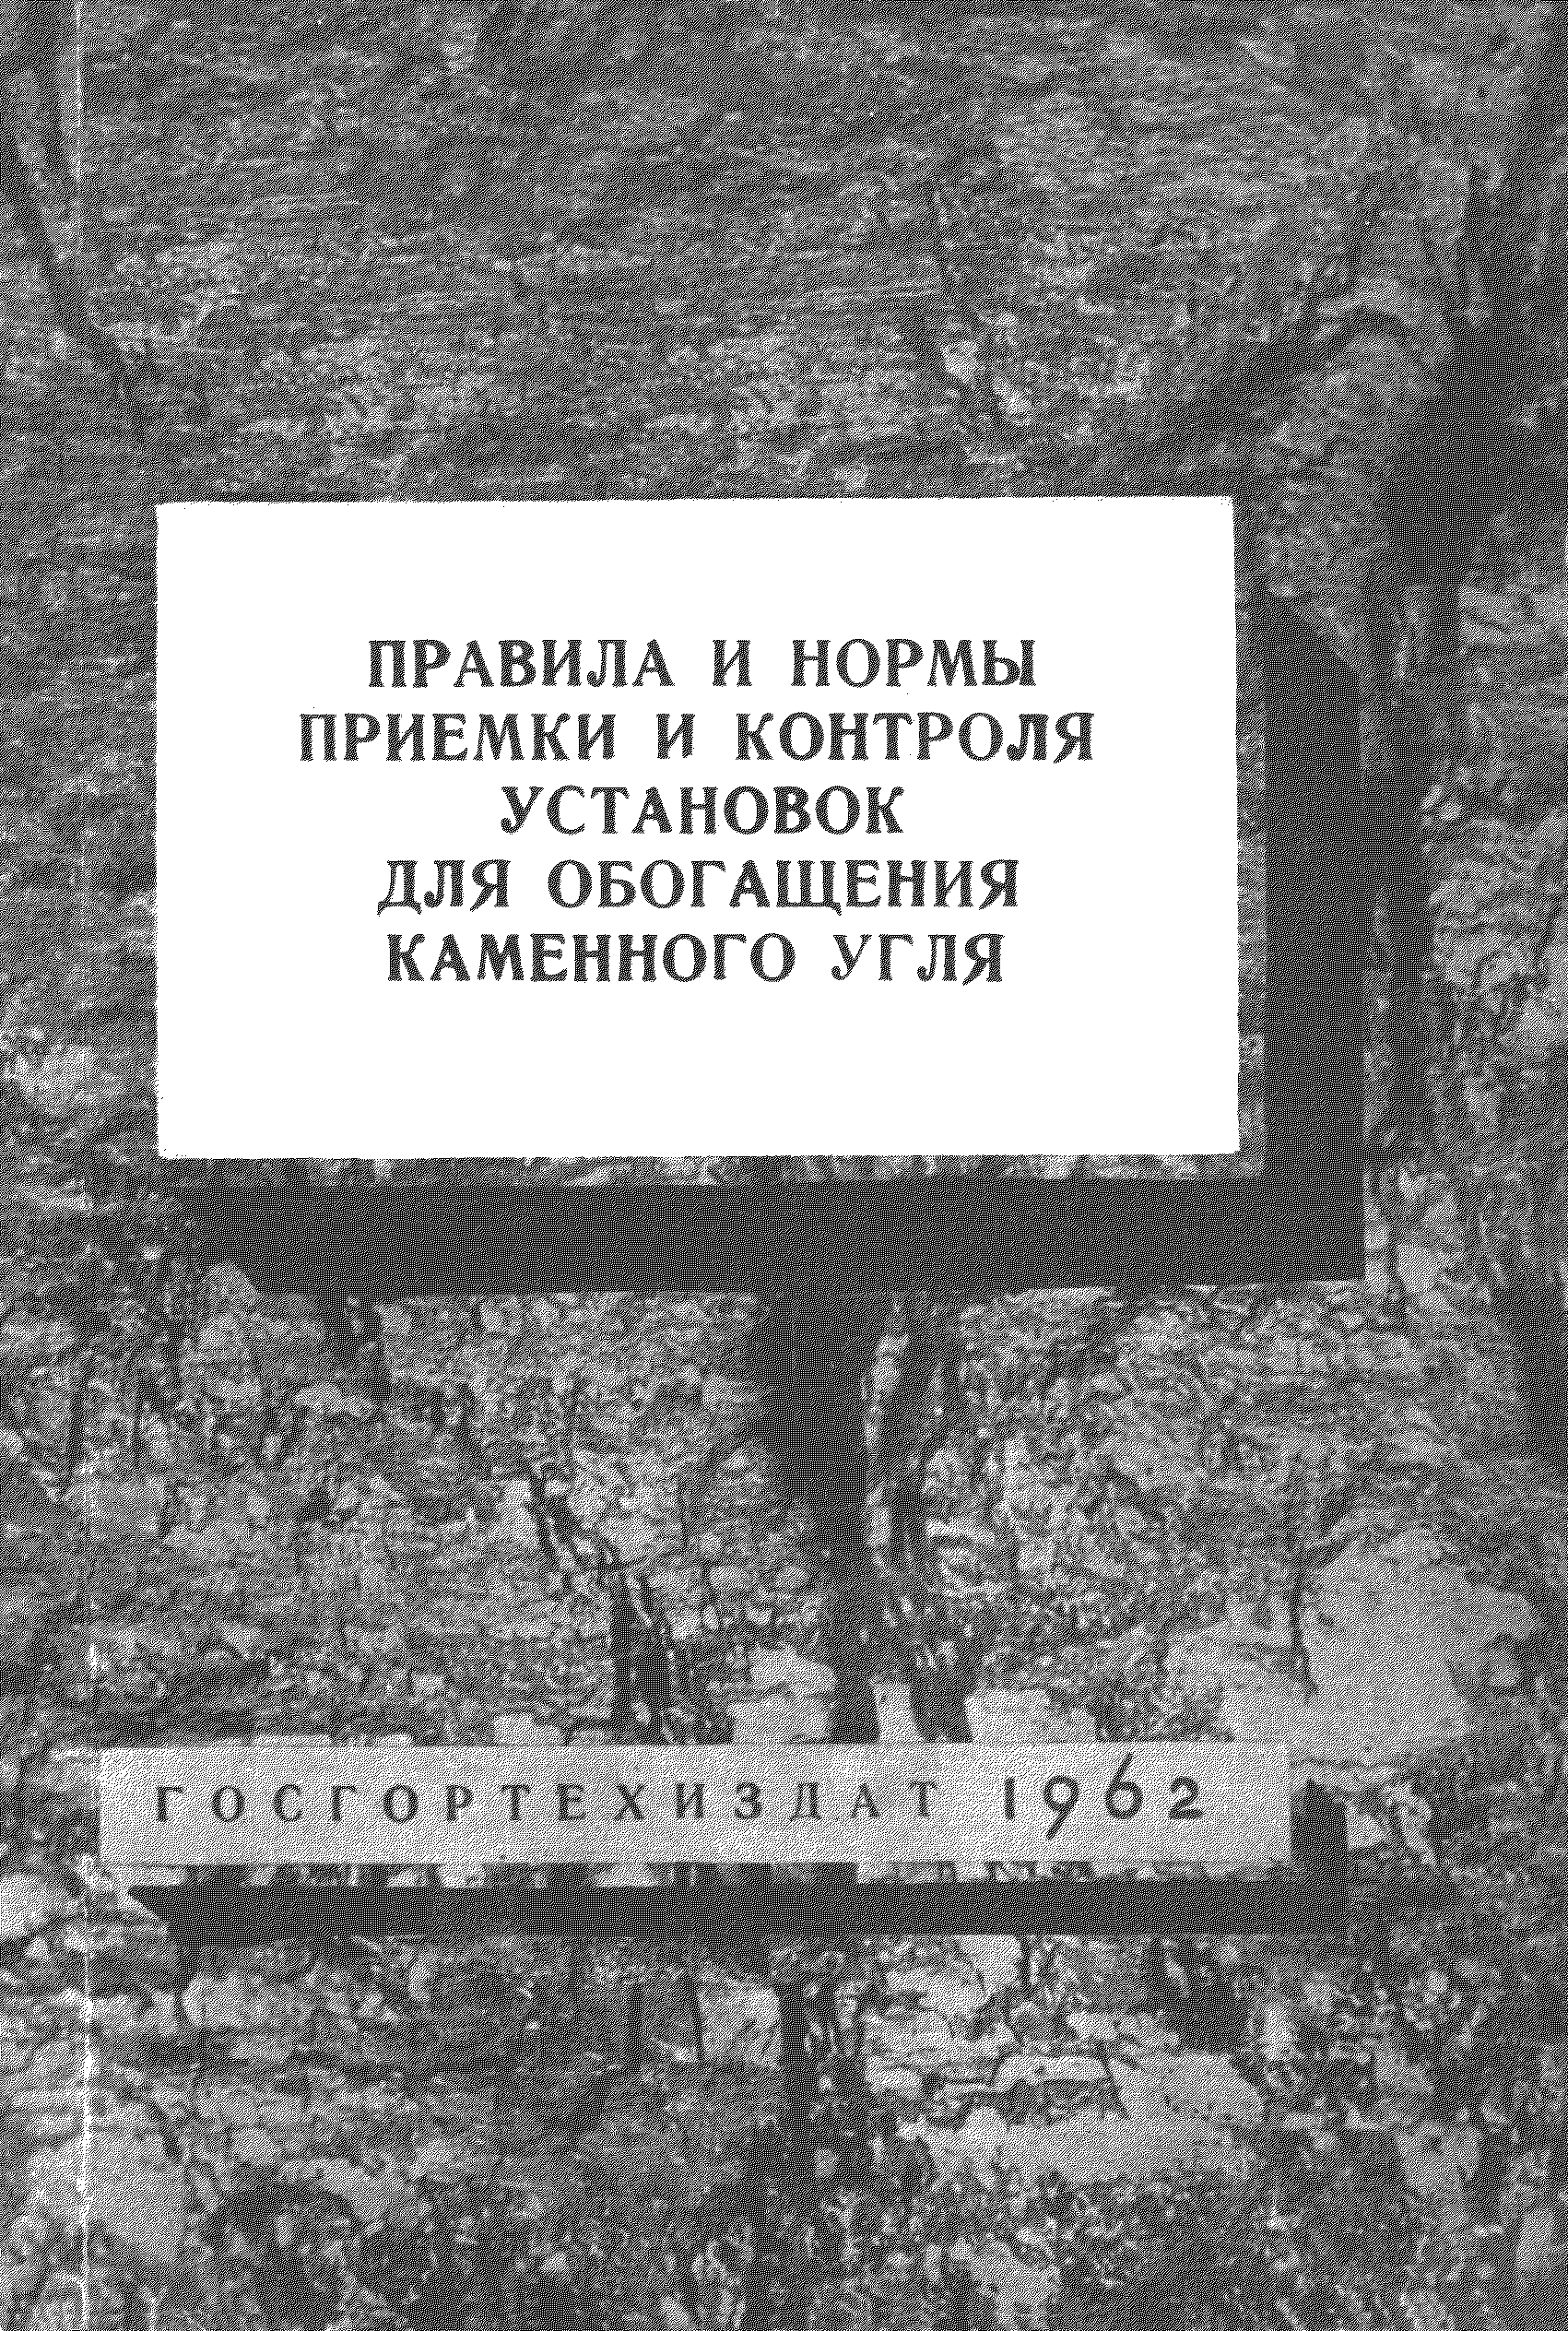 ПРАВИЛА И НОРМЫ
ПРИЕМКИ И КОНТРОЛЯ
УСТАНОВОК
ДЛЯ ОБОГАЩЕНИЯ
КАМЕННОГО УГЛЯ
ГОСГОРТЕХИЗДАТ 1962